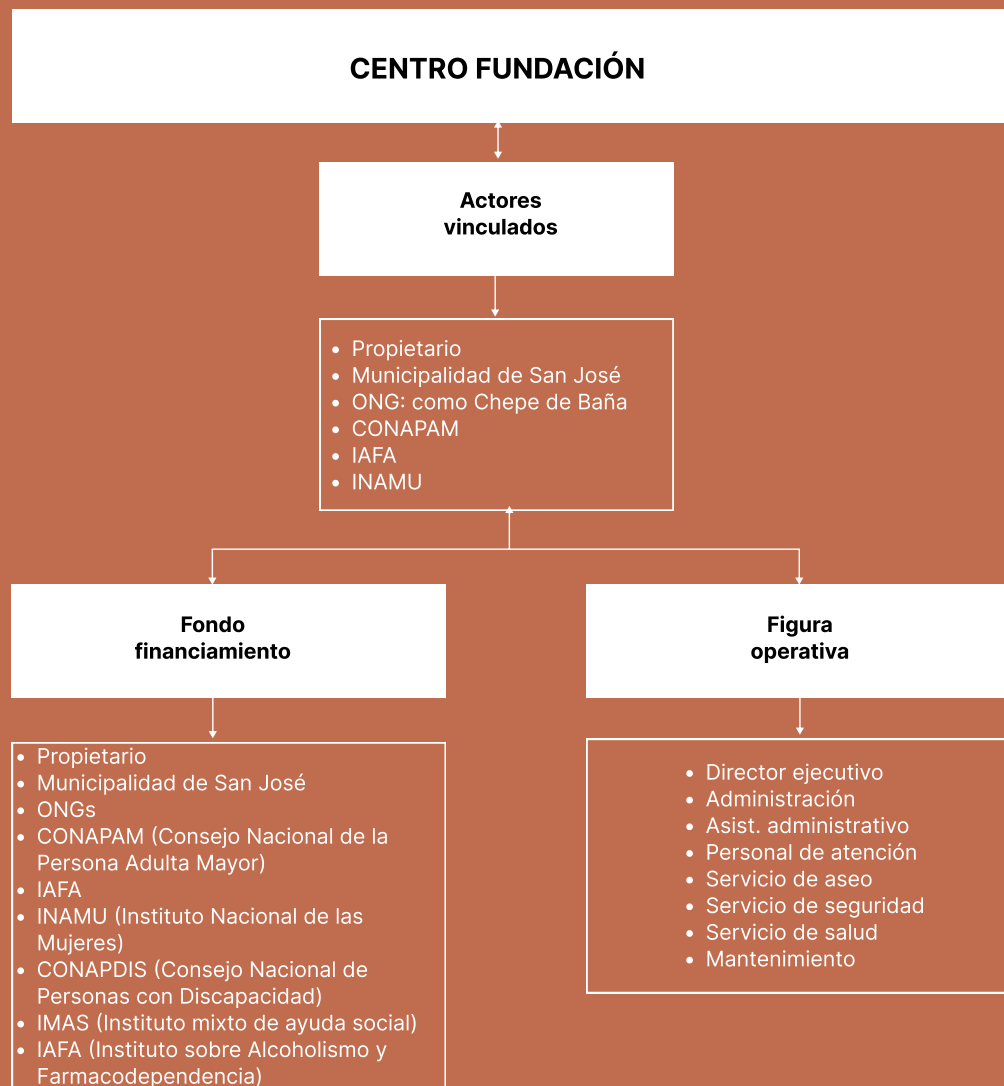 CENTRO FUNDACIÓN
Actores
vinculados
• Propietario
• Municipalidad de San José
• ONG: como Chepe de Baña
• CONAPAM
• IAFA
• INAMU
Fondo
financiamiento
• Propietario
• Municipalidad de San José
• ONGs
• CONAPAM (Consejo Nacional de la
Persona Adulta Mayor)
• IAFA
• INAMU (Instituto Nacional de las
Mujeres)
• CONAPDIS (Consejo Nacional de
Personas con Discapacidad)
• IMAS (Instituto mixto de ayuda social)
• IAFA (Instituto sobre Alcoholismo y
Farmacodependencia)
Figura
operativa
• Director ejecutivo
• Administración
• Asist. administrativo
• Personal de atención
• Servicio de aseo
• Servicio de seguridad
• Servicio de salud
• Mantenimiento